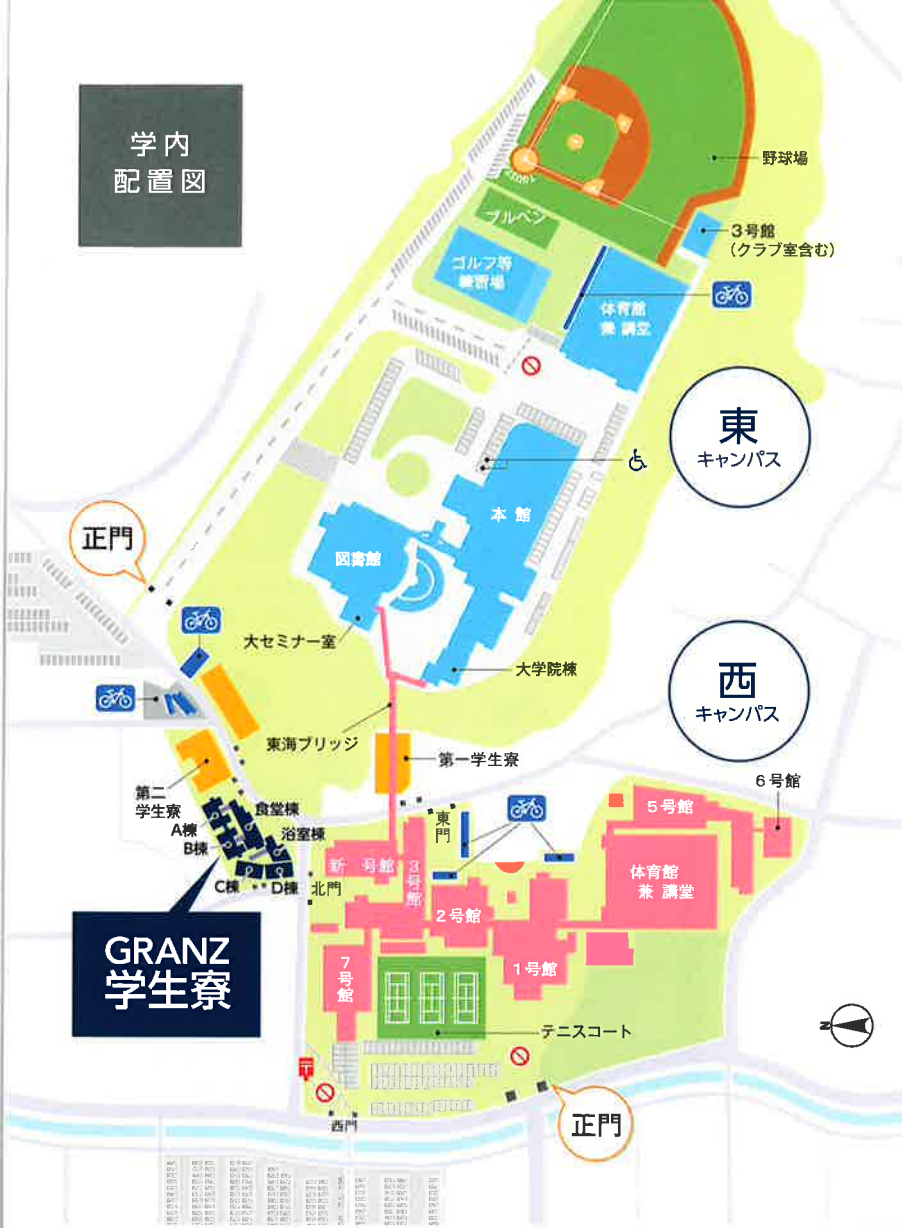 学内
配置図
野球場
3号館
(クラブ室含む)
ブルペン
ゴルフ等
練習場
体育館
兼 講堂
東
キャンパス
本 館
正門
図書館
大セミナー室
大学院棟
西
キャンパス
東海ブリッジ
第一学生寮
第二
学生寮
A棟
B棟
食堂棟
浴室棟
C棟
D棟
北門
東門
6号館
5号館
新 号館
3号館
体育館
兼 講堂
2号館
1号館
7号館
GRANZ
学生寮
テニスコート
N
正門
西門